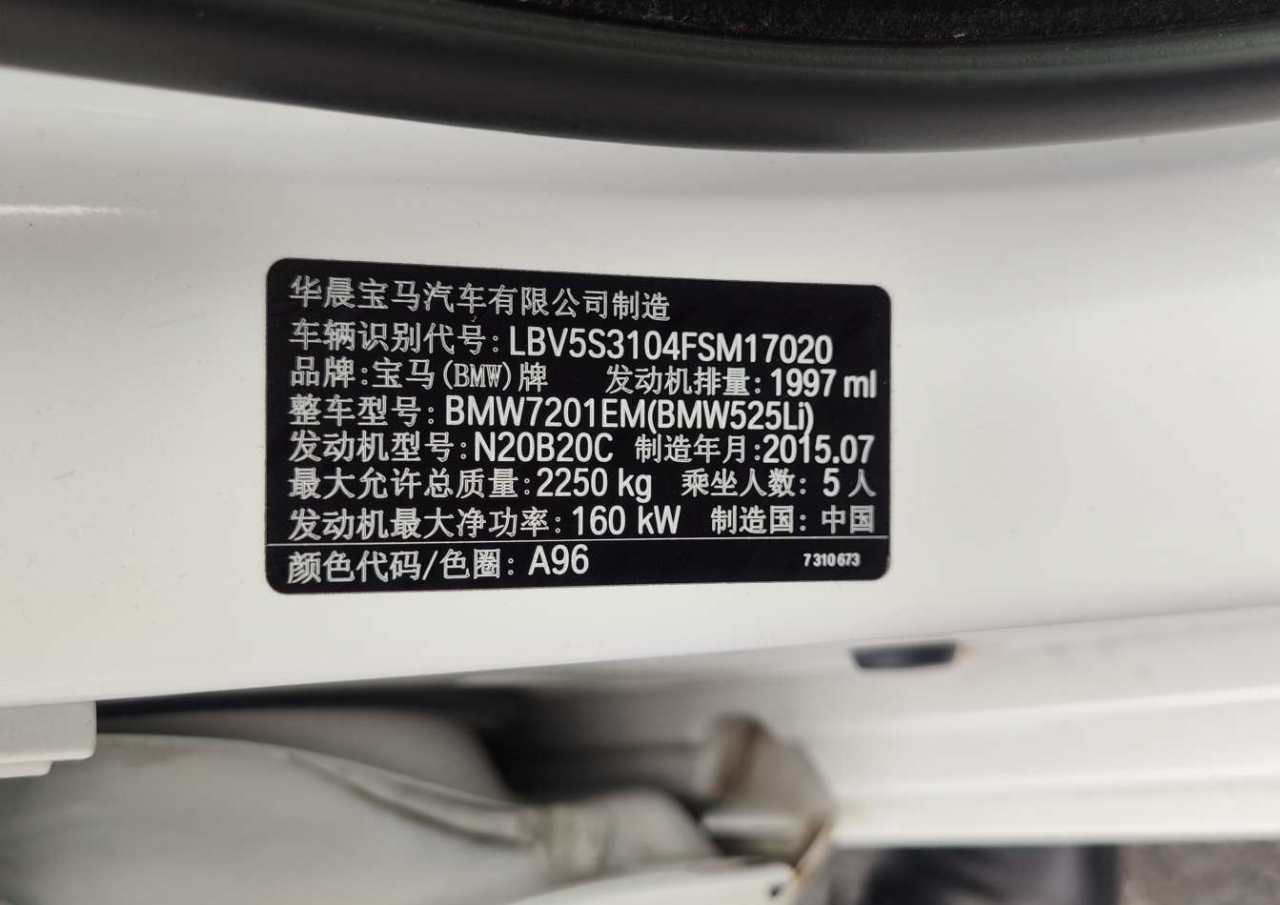 华晨宝马汽车有限公司制造
车辆识别代号: LBV5S3104FSM17020
品牌:宝马(BMW)牌 发动机排量: 1997 ml
整车型号: BMW7201EM(BMW525Li)
发动机型号: N20B20C 制造年月:2015.07
最大允许总质量: 2250 kg 乘坐人数: 5 人
发动机最大净功率: 160 kW 制造国: 中国
颜色代码/色圈: A96 7310673